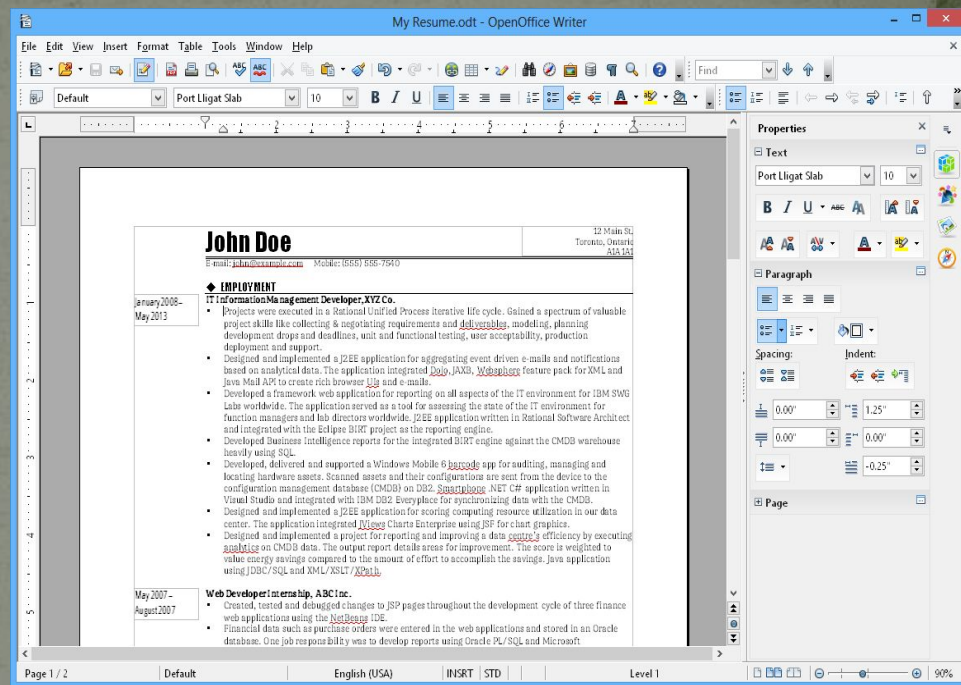 My Resume.odt - OpenOffice Writer
File Edit View Insert Format Table Tools Window Help
Find
Default Port Lligat Slab 10
Properties
Text
Port Lligat Slab 10
Paragraph
Spacing: Indent:
0.00" 1.25"
0.00" 0.00"
-0.25"
Page
John Doe
12 Main St.
Toronto, Ontario
A1A 1A1
E-mail: john@example.com Mobile: (555) 555-7540
◆ EMPLOYMENT
January 2008–
May 2013
IT Information Management Developer, XYZ Co.
▪ Projects were executed in a Rational Unified Process iterative life cycle. Gained a spectrum of valuable
project skills like collecting & negotiating requirements and deliverables, modeling, planning
development drops and deadlines, unit and functional testing, user acceptability, production
deployment and support.
▪ Designed and implemented a J2EE application for aggregating event driven e-mails and notifications
based on analytical data. The application integrated Dojo, JAXB, Websphere feature pack for XML and
Java Mail API to create rich browser UIs and e-mails.
▪ Developed a framework web application for reporting on all aspects of the IT environment for IBM SWG
Labs worldwide. The application served as a tool for assessing the state of the IT environment for
function managers and lab directors worldwide. J2EE application written in Rational Software Architect
and integrated with the Eclipse BIRT project as the reporting engine.
▪ Developed Business Intelligence reports for the integrated BIRT engine against the CMDB warehouse
heavily using SQL.
▪ Developed, delivered and supported a Windows Mobile 6 barcode app for auditing, managing and
locating hardware assets. Scanned assets and their configurations are sent from the device to the
configuration management database (CMDB) on DB2. Smartphone .NET C# application written in
Visual Studio and integrated with IBM DB2 Everyplace for synchronizing data with the CMDB.
▪ Designed and implemented a J2EE application for scoring computing resource utilization in our data
center. The application integrated JViews Charts Enterprise using JSF for chart graphics.
▪ Designed and implemented a project for reporting and improving a data centre's efficiency by executing
analytics on CMDB data. The output report details areas for improvement. The score is weighted to
value energy savings compared to the amount of effort to accomplish the savings. Java application
using JDBC/SQL and XML/XSLT/XPath.
May 2007 –
August 2007
Web Developer Internship, ABC Inc.
▪ Created, tested and debugged changes to JSP pages throughout the development cycle of three finance
web applications using the NetBeans IDE.
▪ Financial data such as purchase orders were entered in the web applications and stored in an Oracle
database. One job responsibility was to develop reports using Oracle PL/SQL and Microsoft
Page 1 / 2 Default English (USA) INSRT STD Level 1 90%